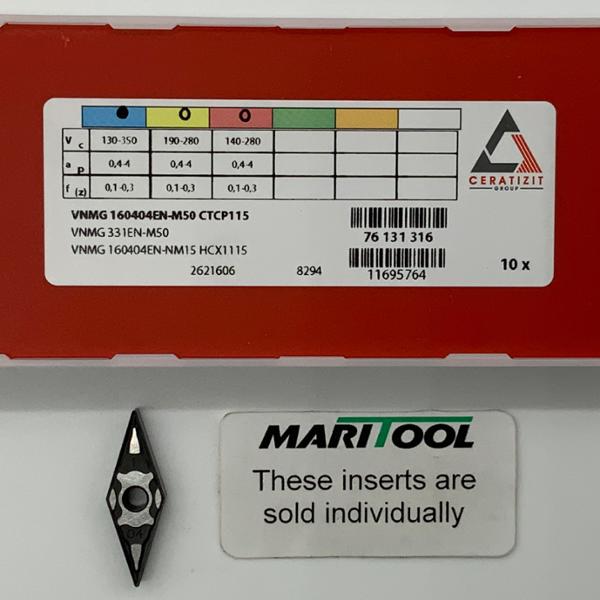 V c 130-350 190-280 140-280
a p 0,4-4 0,4-4 0,4-4
f (z) 0,1-0,3 0,1-0,3 0,1-0,3
CERATIZIT
GROUP
VNMG 160404EN-M50 CTCP115
VNMG 331EN-M50
VNMG 160404EN-NM15 HCX1115
2621606 8294
76 131 316
11695764
10 x
MARITOOL
These inserts are
sold individually
04